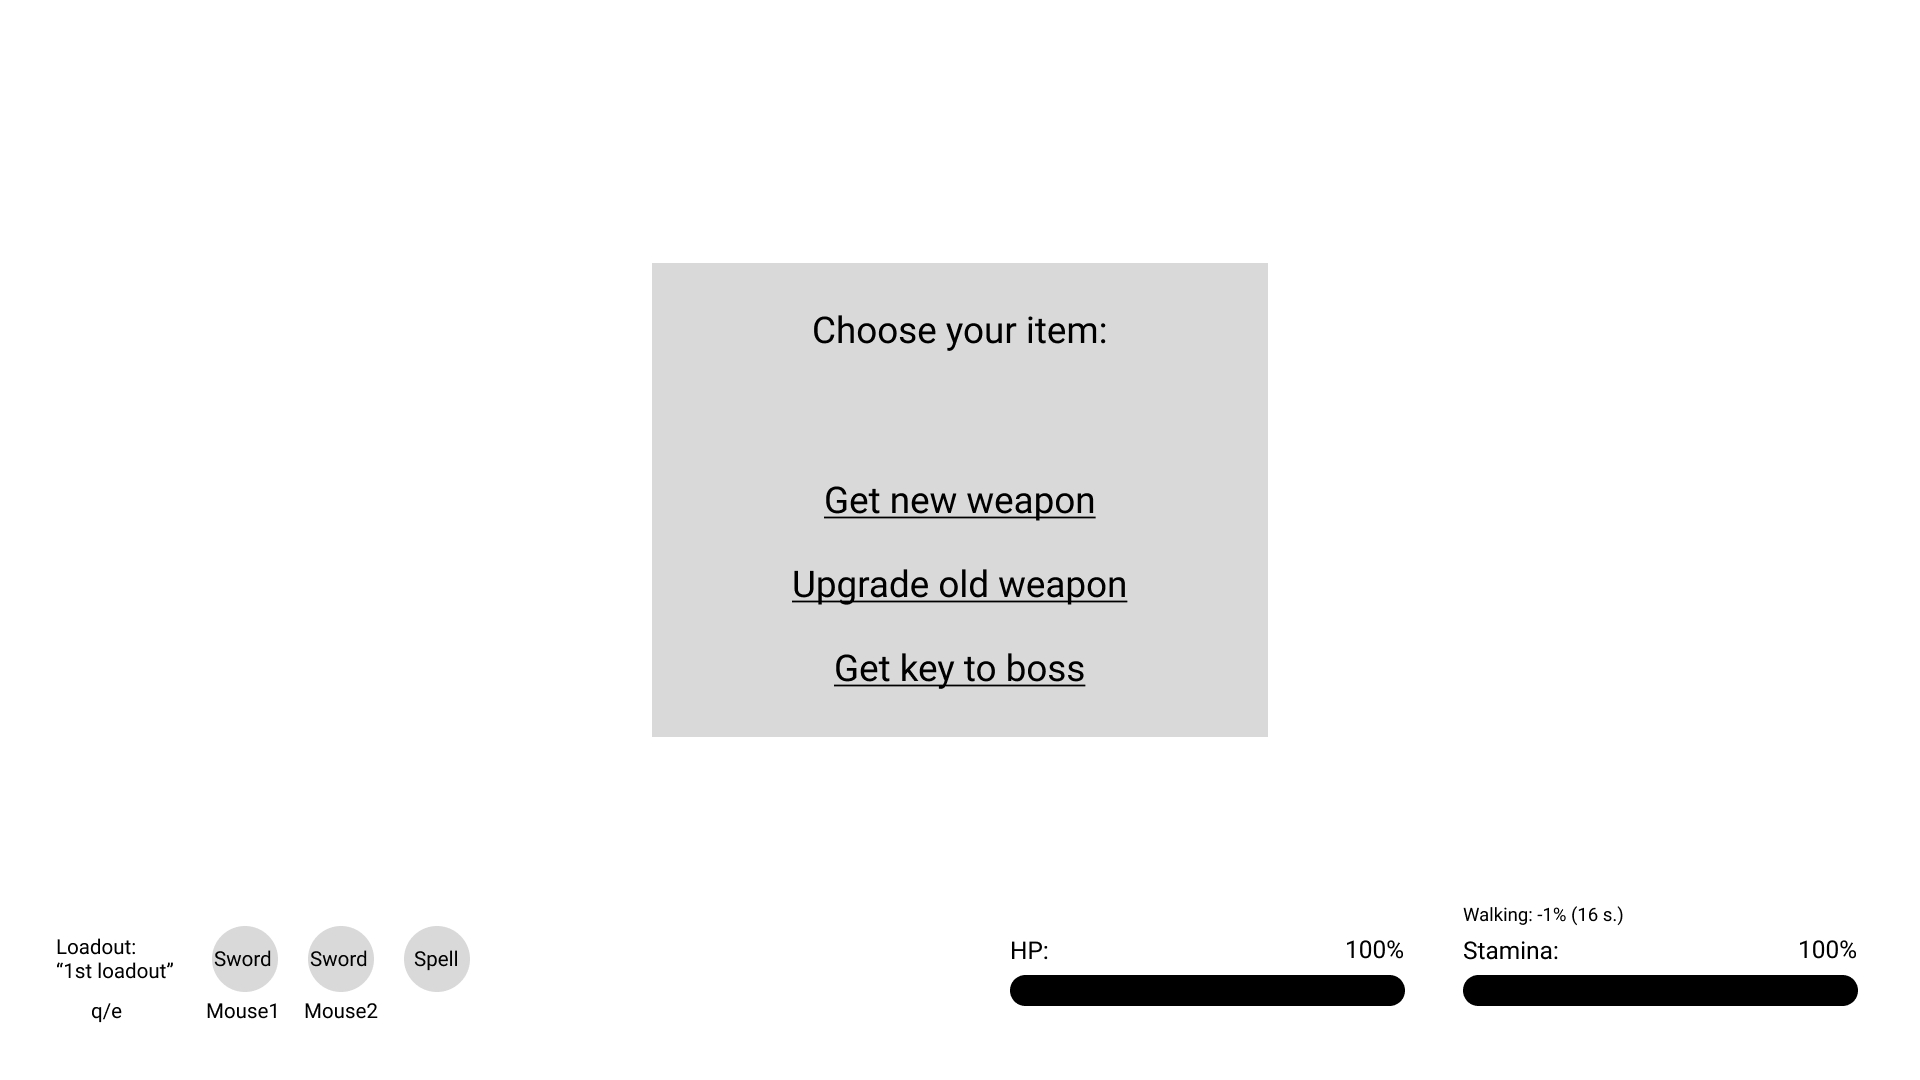 Choose your item:
Get new weapon
Upgrade old weapon
Get key to boss
Loadout:
“1st loadout”
q/e
Sword
Mouse1
Sword
Mouse2
Spell
HP: 100%
Walking: -1% (16 s.)
Stamina: 100%